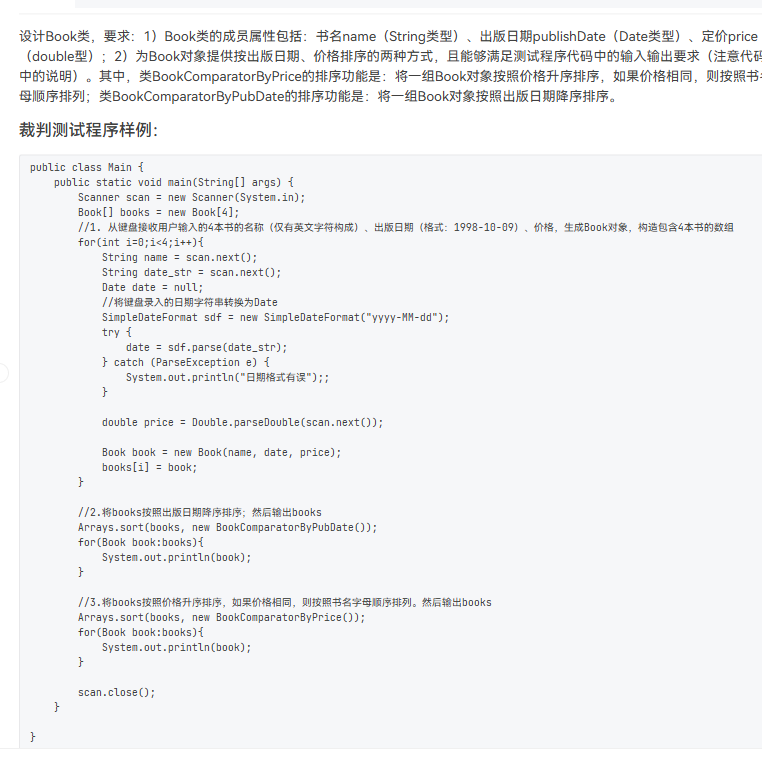 设计Book类，要求：1）Book类的成员属性包括：书名name（String类型）、出版日期publishDate（Date类型）、定价price
（double型）；2）为Book对象提供按出版日期、价格排序的两种方式，且能够满足测试程序代码中的输入输出要求（注意代码
中的说明）。其中，类BookComparatorByPrice的排序功能是：将一组Book对象按照价格升序排序，如果价格相同，则按照书
母顺序排列；类BookComparatorByPubDate的排序功能是：将一组Book对象按照出版日期降序排序。
裁判测试程序样例：
public class Main {
    public static void main(String[] args) {
        Scanner scan = new Scanner(System.in);
        Book[] books = new Book[4];
        //1. 从键盘接收用户输入的4本书的名称（仅有英文字符构成）、出版日期（格式：1998-10-09）、价格，生成Book对象，构造包含4本书的数组
        for(int i=0;i<4;i++){
            String name = scan.next();
            String date_str = scan.next();
            Date date = null;
            //将键盘录入的日期字符串转换为Date
            SimpleDateFormat sdf = new SimpleDateFormat("yyyy-MM-dd");
            try {
                date = sdf.parse(date_str);
            } catch (ParseException e) {
                System.out.println("日期格式有误");;
            }
            double price = Double.parseDouble(scan.next());
            Book book = new Book(name, date, price);
            books[i] = book;
        }
        //2.将books按照出版日期降序排序；然后输出books
        Arrays.sort(books, new BookComparatorByPubDate());
        for(Book book:books){
            System.out.println(book);
        }
        //3.将books按照价格升序排序，如果价格相同，则按照书名字母顺序排列。然后输出books
        Arrays.sort(books, new BookComparatorByPrice());
        for(Book book:books){
            System.out.println(book);
        }
        scan.close();
    }
}